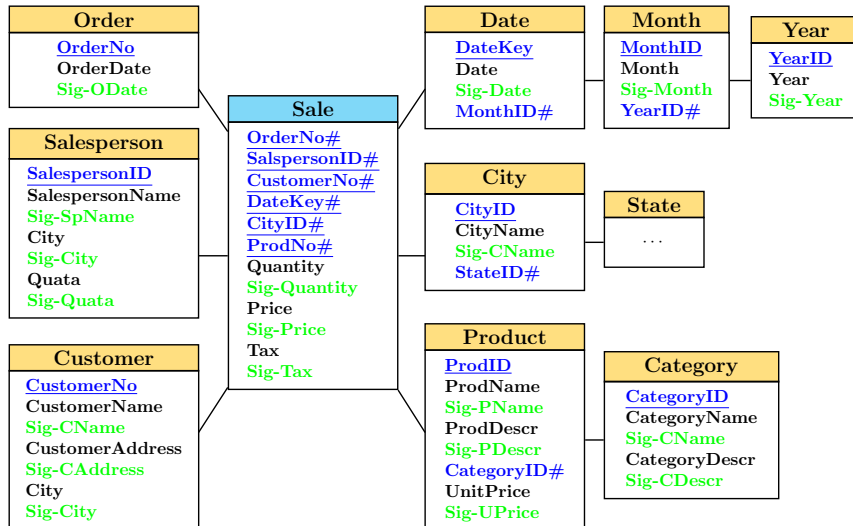 Order
OrderNo
OrderDate
Sig-ODate
Salesperson
SalespersonID
SalespersonName
Sig-SpName
City
Sig-City
Quata
Sig-Quata
Customer
CustomerNo
CustomerName
Sig-CName
CustomerAddress
Sig-CAddress
City
Sig-City
Sale
OrderNo#
SalspersonID#
CustomerNo#
DateKey#
CityID#
ProdNo#
Quantity
Sig-Quantity
Price
Sig-Price
Tax
Sig-Tax
Date
DateKey
Date
Sig-Date
MonthID#
Month
MonthID
Month
Sig-Month
YearID#
Year
YearID
Year
Sig-Year
City
CityID
CityName
Sig-CName
StateID#
State
...
Product
ProdID
ProdName
Sig-PName
ProdDescr
Sig-PDescr
CategoryID#
UnitPrice
Sig-UPrice
Category
CategoryID
CategoryName
Sig-CName
CategoryDescr
Sig-CDescr